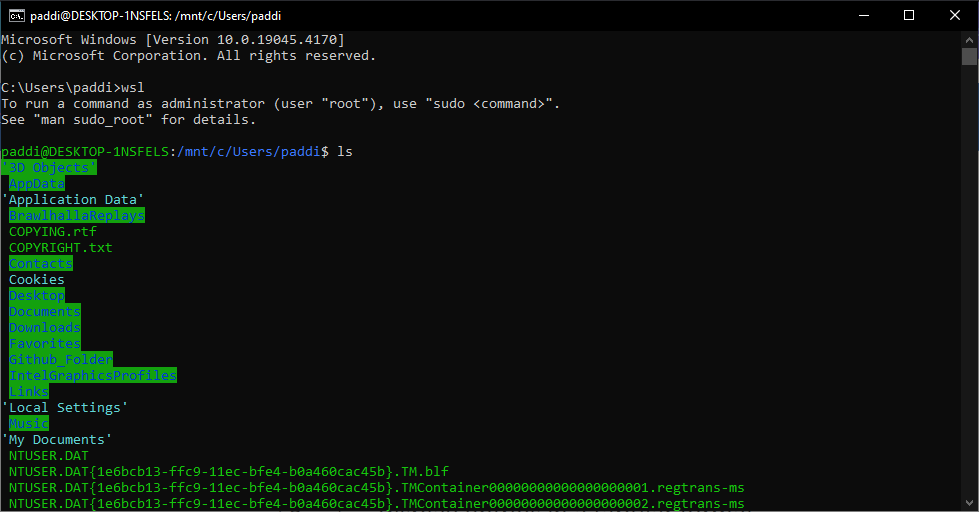 paddi@DESKTOP-1NSFELS: /mnt/c/Users/paddi
Microsoft Windows [Version 10.0.19045.4170]
(c) Microsoft Corporation. All rights reserved.
C:\Users\paddi>wsl
To run a command as administrator (user "root"), use "sudo <command>".
See "man sudo_root" for details.
paddi@DESKTOP-1NSFELS:/mnt/c/Users/paddi$ ls
'3D Objects'
AppData
'Application Data'
BrawlhallaReplays
COPYING.rtf
COPYRIGHT.txt
Contacts
Cookies
Desktop
Documents
Downloads
Favorites
Github_Folder
IntelGraphicsProfiles
Links
'Local Settings'
Music
'My Documents'
NTUSER.DAT
NTUSER.DAT{1e6bcb13-ffc9-11ec-bfe4-b0a460cac45b}.TM.blf
NTUSER.DAT{1e6bcb13-ffc9-11ec-bfe4-b0a460cac45b}.TMContainer00000000000000000001.regtrans-ms
NTUSER.DAT{1e6bcb13-ffc9-11ec-bfe4-b0a460cac45b}.TMContainer00000000000000000002.regtrans-ms